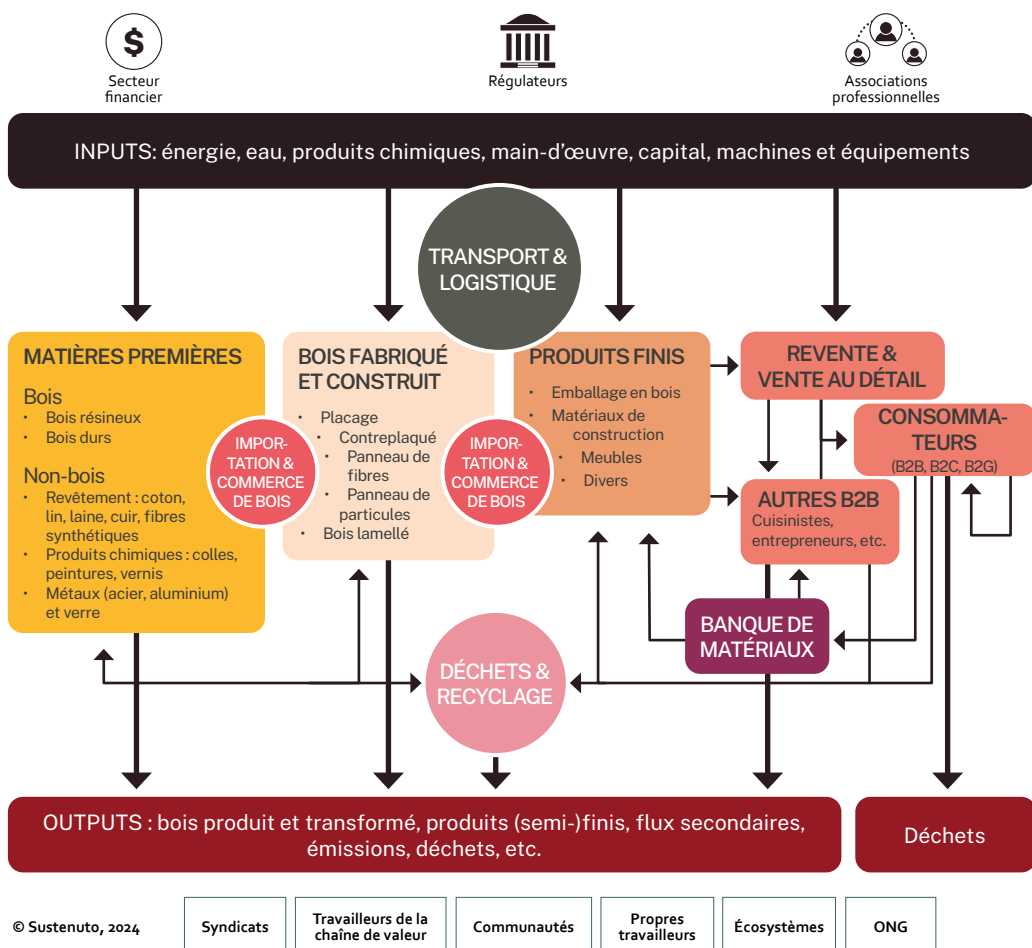 $
Secteur
financier
Régulateurs
Associations
professionnelles
INPUTS: énergie, eau, produits chimiques, main-d’œuvre, capital, machines et équipements
TRANSPORT &
LOGISTIQUE
MATIÈRES PREMIÈRES
Bois
• Bois résineux
• Bois durs
Non-bois
• Revêtement : coton,
lin, laine, cuir, fibres
synthétiques
• Produits chimiques : colles,
peintures, vernis
• Métaux (acier, aluminium)
et verre
IMPOR-
TATION &
COMMERCE
DE BOIS
BOIS FABRIQUÉ
ET CONSTRUIT
• Placage
• Contreplaqué
• Panneau de
fibres
• Panneau de
particules
• Bois lamellé
IMPOR-
TATION &
COMMERCE
DE BOIS
PRODUITS FINIS
• Emballage en bois
• Matériaux de
construction
• Meubles
• Divers
REVENTE &
VENTE AU DÉTAIL
CONSOMMA-
TEURS
(B2B, B2C, B2G)
AUTRES B2B
Cuisinistes,
entrepreneurs, etc.
BANQUE DE
MATÉRIAUX
DÉCHETS &
RECYCLAGE
OUTPUTS : bois produit et transformé, produits (semi-)finis, flux secondaires,
émissions, déchets, etc.
Déchets
© Sustenuto, 2024
Syndicats
Travailleurs de la
chaîne de valeur
Communautés
Propres
travailleurs
Écosystèmes
ONG